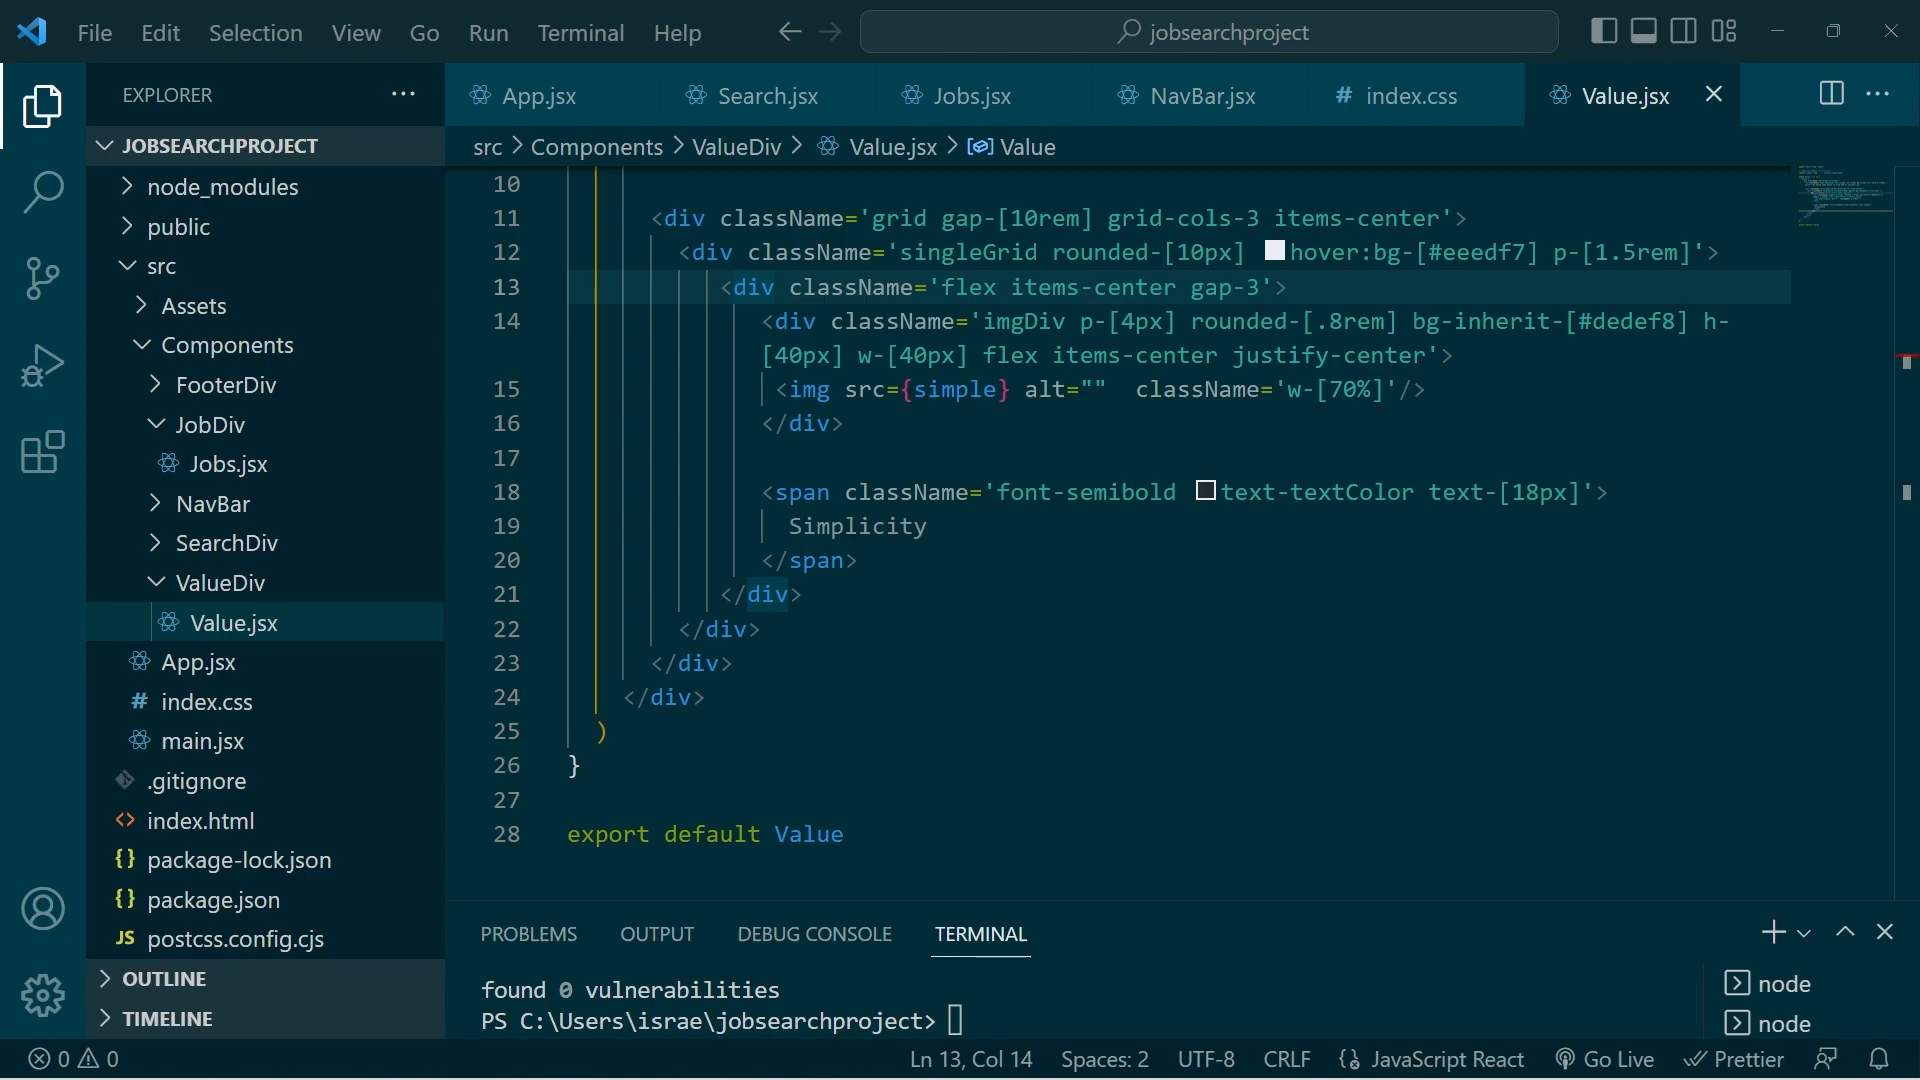 File Edit Selection View Go Run Terminal Help
jobsearchproject
EXPLORER
JOBSEARCHPROJECT
node_modules
public
src
Assets
Components
FooterDiv
JobDiv
Jobs.jsx
NavBar
SearchDiv
ValueDiv
Value.jsx
App.jsx
# index.css
main.jsx
.gitignore
<> index.html
{} package-lock.json
{} package.json
JS postcss.config.cjs
OUTLINE
TIMELINE
App.jsx Search.jsx Jobs.jsx NavBar.jsx # index.css Value.jsx
src > Components > ValueDiv > Value.jsx > Value
10
11 <div className='grid gap-[10rem] grid-cols-3 items-center'>
12 <div className='singleGrid rounded-[10px] hover:bg-[#eeedf7] p-[1.5rem]'>
13 <div className='flex items-center gap-3'>
14 <div className='imgDiv p-[4px] rounded-[.8rem] bg-inherit-[#dedef8] h-
[40px] w-[40px] flex items-center justify-center'>
15 <img src={simple} alt="" className='w-[70%]'/>
16 </div>
17
18 <span className='font-semibold text-textColor text-[18px]'>
19 Simplicity
20 </span>
21 </div>
22 </div>
23 </div>
24 </div>
25 )
26 }
27
28 export default Value
PROBLEMS OUTPUT DEBUG CONSOLE TERMINAL
found 0 vulnerabilities
PS C:\Users\israe\jobsearchproject>
node
node
0 0 Ln 13, Col 14 Spaces: 2 UTF-8 CRLF JavaScript React Go Live Prettier